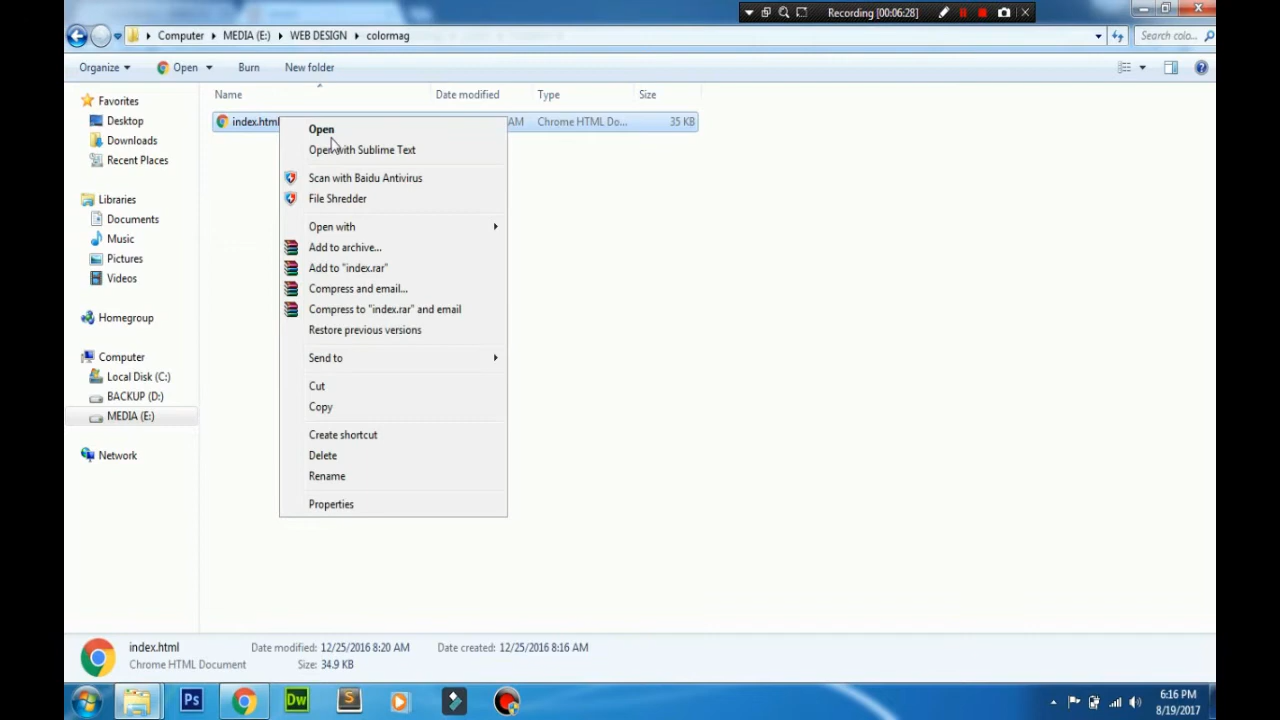 Recording [00:06:28]
Computer MEDIA (E:) WEB DESIGN colormag
Search colo...
Organize Open Burn New folder
Name Date modified Type Size
index.html AM Chrome HTML Do... 35 KB
Favorites
Desktop
Downloads
Recent Places
Libraries
Documents
Music
Pictures
Videos
Homegroup
Computer
Local Disk (C:)
BACKUP (D:)
MEDIA (E:)
Network
Open
Open with Sublime Text
Scan with Baidu Antivirus
File Shredder
Open with
Add to archive...
Add to "index.rar"
Compress and email...
Compress to "index.rar" and email
Restore previous versions
Send to
Cut
Copy
Create shortcut
Delete
Rename
Properties
index.html Date modified: 12/25/2016 8:20 AM Date created: 12/25/2016 8:16 AM
Chrome HTML Document Size: 34.9 KB
Ps
Dw
S
6:16 PM
8/19/2017